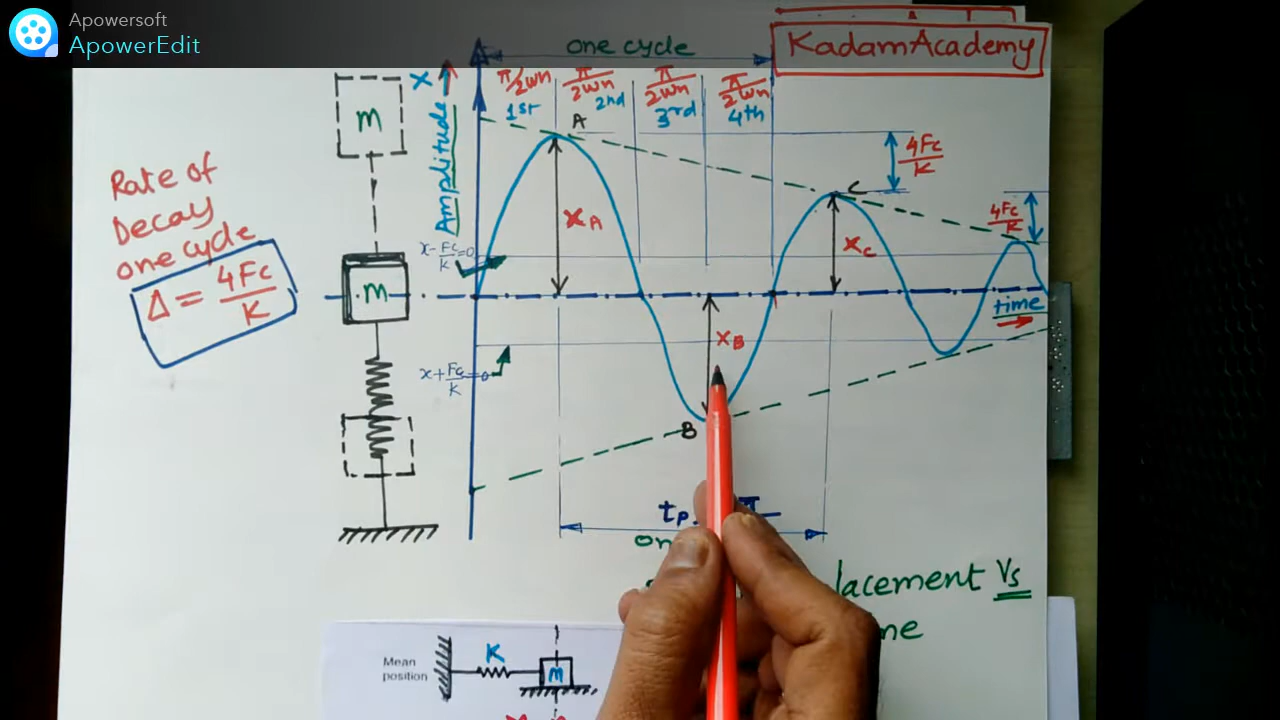 Apowersoft
ApowerEdit
one cycle
KadamAcademy
π/2ωn
π/2ωn
π/2ωn
π/2ωn
1st
2nd
3rd
4th
m
X
Amplitude
A
4Fc/K
Rate of
Decay
one cycle
Δ = 4Fc/K
C
4Fc/K
XA
XC
x-Fc/K=0
m
time
XB
x+Fc/K=0
B
tp
π
lacement Vs
me
Mean
position
K
m